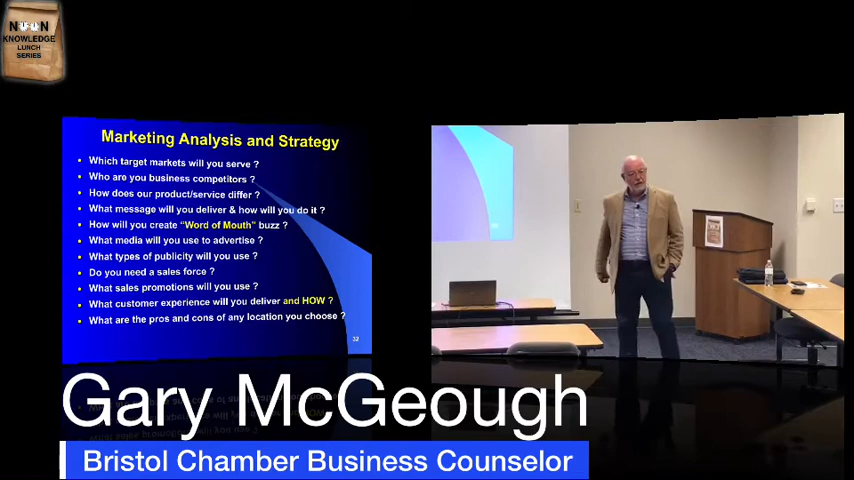 NOON
KNOWLEDGE
LUNCH
SERIES
Marketing Analysis and Strategy
• Which target markets will you serve ?
• Who are you business competitors ?
• How does our product/service differ ?
• What message will you deliver & how will you do it ?
• How will you create “Word of Mouth” buzz ?
• What media will you use to advertise ?
• What types of publicity will you use ?
• Do you need a sales force ?
• What sales promotions will you use ?
• What customer experience will you deliver and HOW ?
• What are the pros and cons of any location you choose ?
32
Gary McGeough
Bristol Chamber Business Counselor